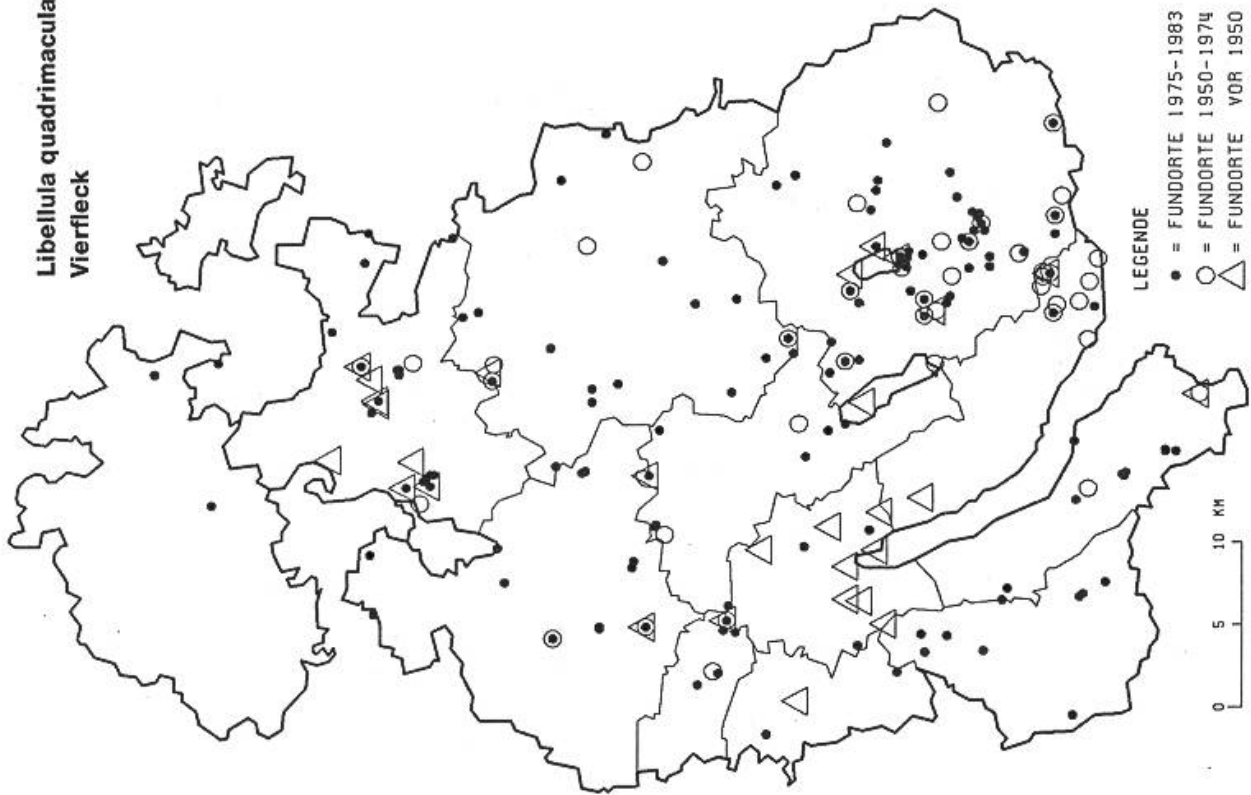 Libellula quadrimacula
Vierfleck
LEGENDE
● = FUNDORTE 1975-1983
○ = FUNDORTE 1950-1974
△ = FUNDORTE VOR 1950
0 5 10 KM